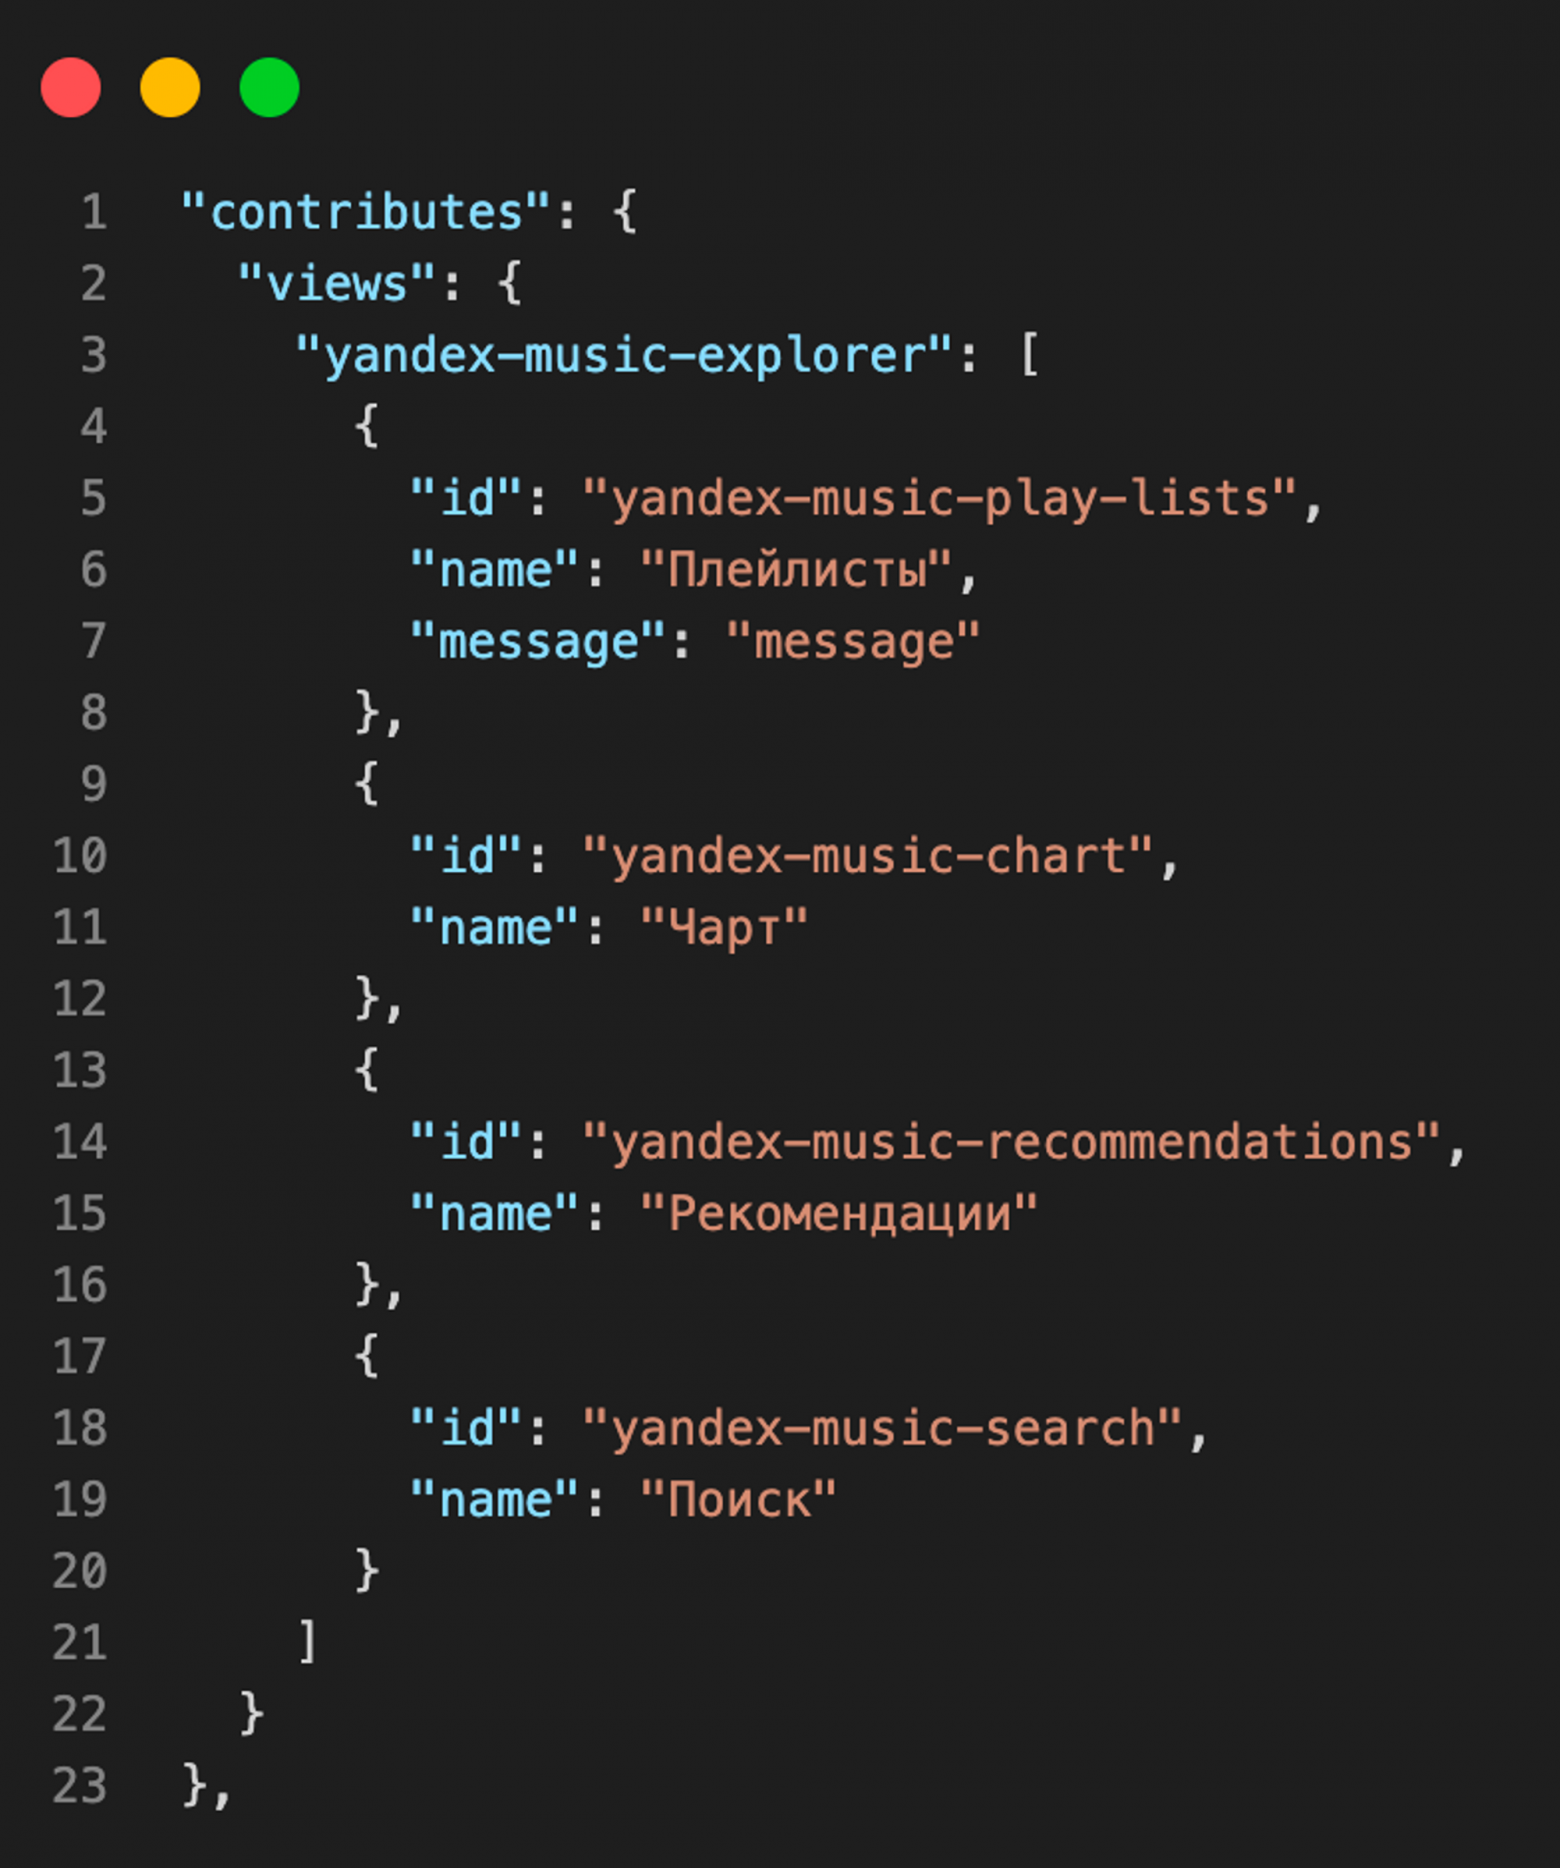 1 "contributes": {
2 "views": {
3 "yandex-music-explorer": [
4 {
5 "id": "yandex-music-play-lists",
6 "name": "Плейлисты",
7 "message": "message"
8 },
9 {
10 "id": "yandex-music-chart",
11 "name": "Чарт"
12 },
13 {
14 "id": "yandex-music-recommendations",
15 "name": "Рекомендации"
16 },
17 {
18 "id": "yandex-music-search",
19 "name": "Поиск"
20 }
21 ]
22 }
23 },